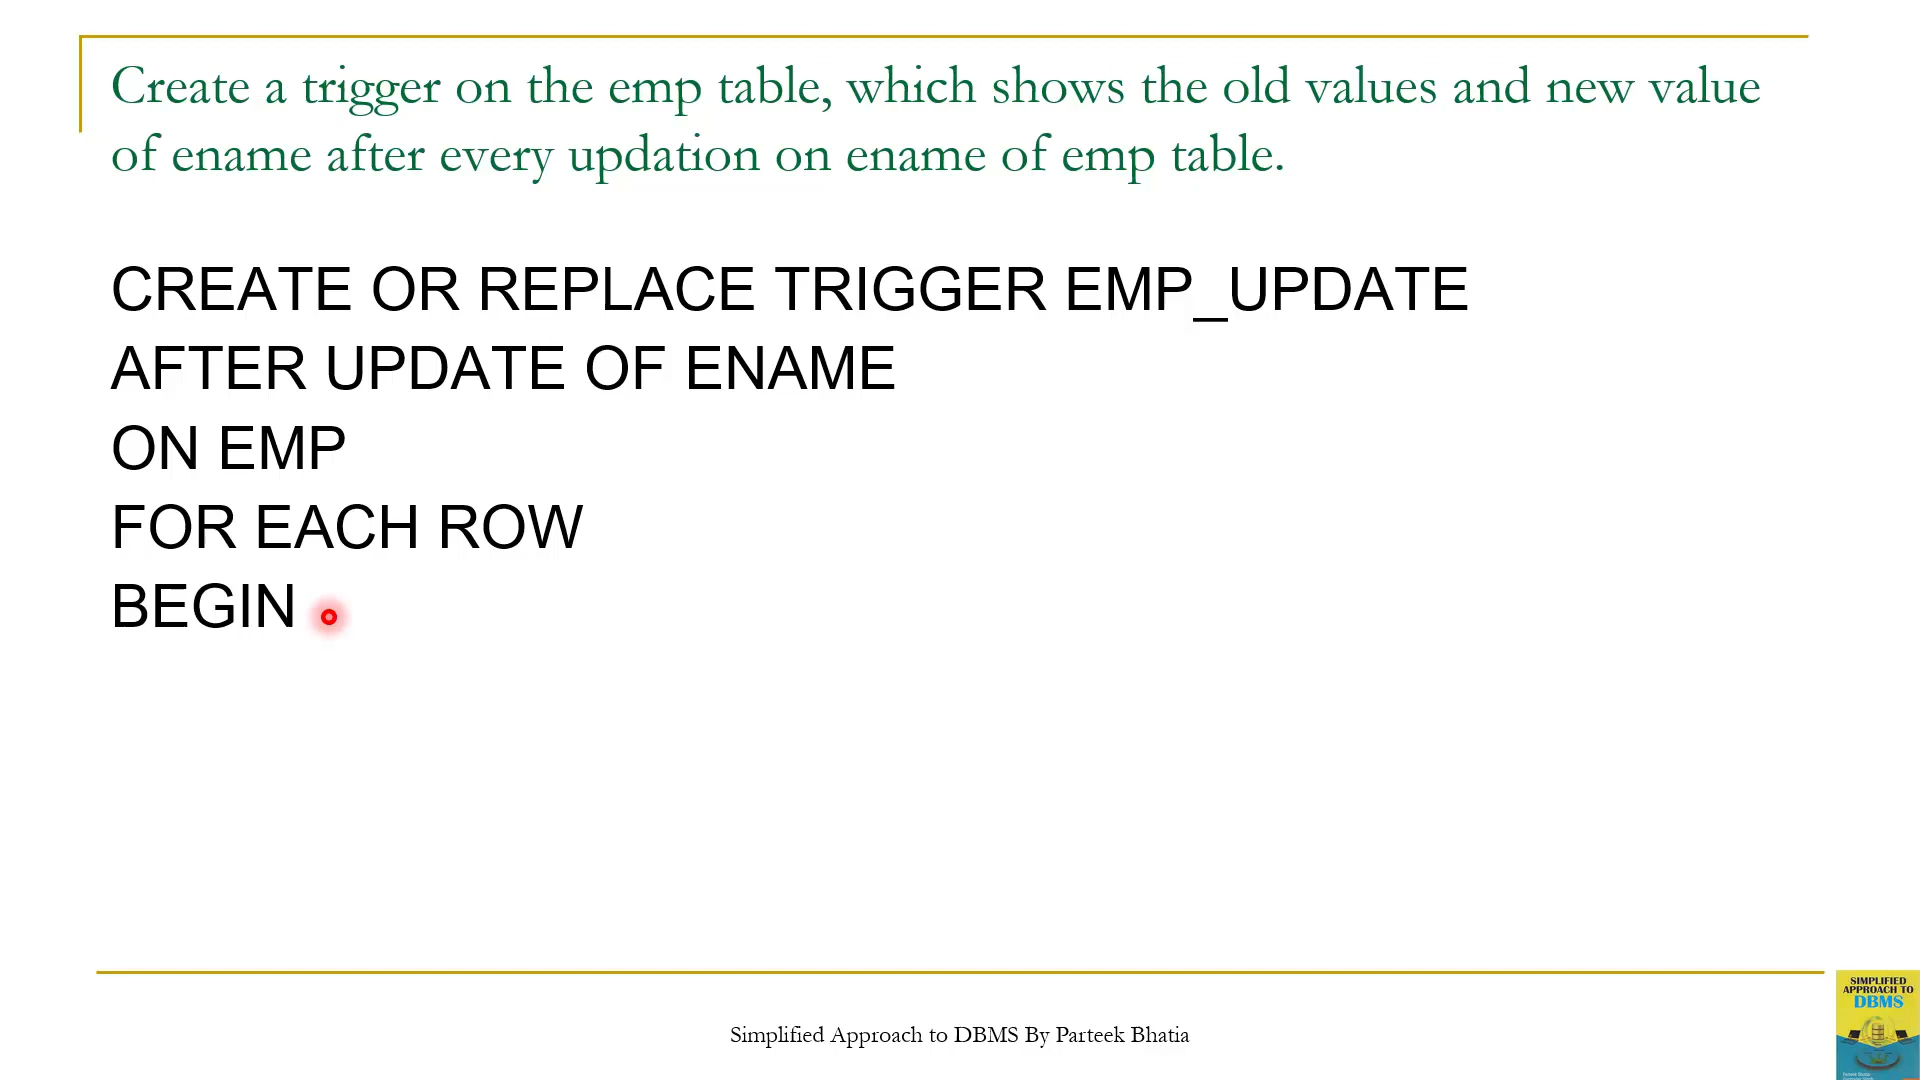 Create a trigger on the emp table, which shows the old values and new value
of ename after every updation on ename of emp table.
CREATE OR REPLACE TRIGGER EMP_UPDATE
AFTER UPDATE OF ENAME
ON EMP
FOR EACH ROW
BEGIN
Simplified Approach to DBMS By Parteek Bhatia
SIMPLIFIED
APPROACH TO
DBMS
Parteek Bhatia